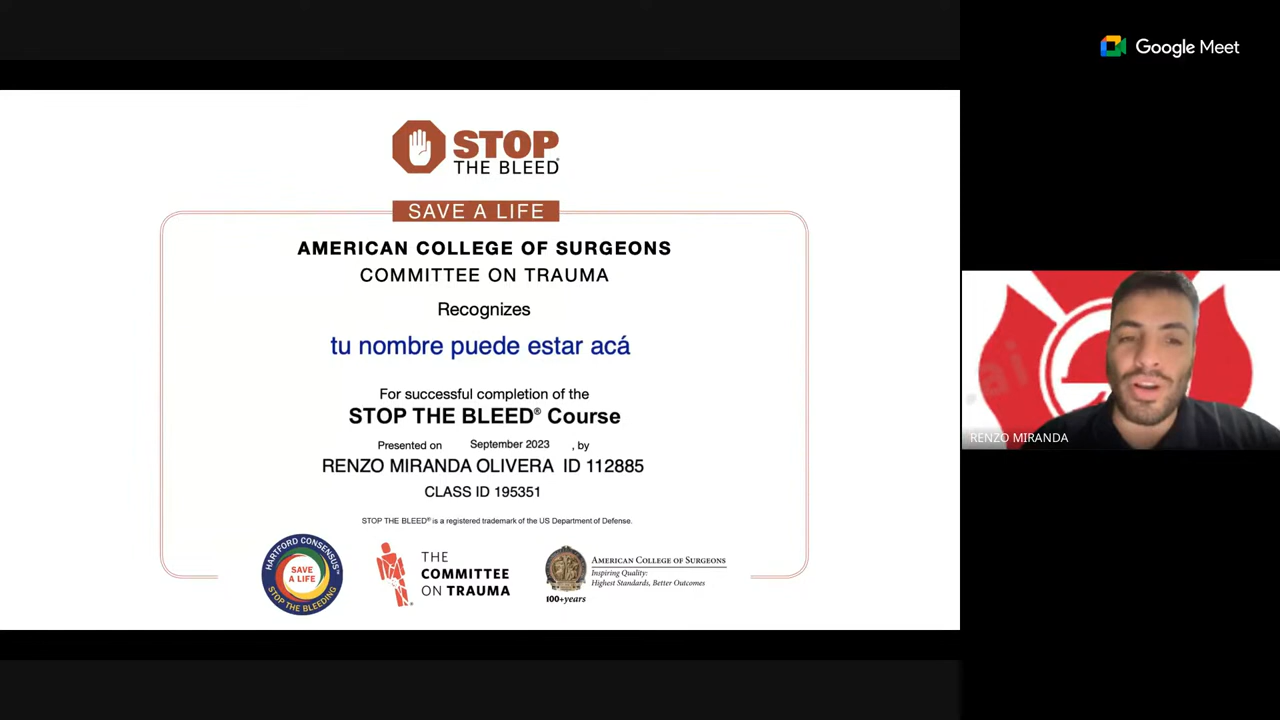 Google Meet
STOP
THE BLEED®
SAVE A LIFE
AMERICAN COLLEGE OF SURGEONS
COMMITTEE ON TRAUMA
Recognizes
tu nombre puede estar acá
For successful completion of the
STOP THE BLEED® Course
Presented on September 2023 , by
RENZO MIRANDA OLIVERA ID 112885
CLASS ID 195351
STOP THE BLEED® is a registered trademark of the US Department of Defense.
HARTFORD CONSENSUS™
SAVE
A LIFE
STOP THE BLEEDING
THE
COMMITTEE
ON TRAUMA
AMERICAN COLLEGE OF SURGEONS
Inspiring Quality:
Highest Standards, Better Outcomes
100+years
.ai
RENZO MIRANDA